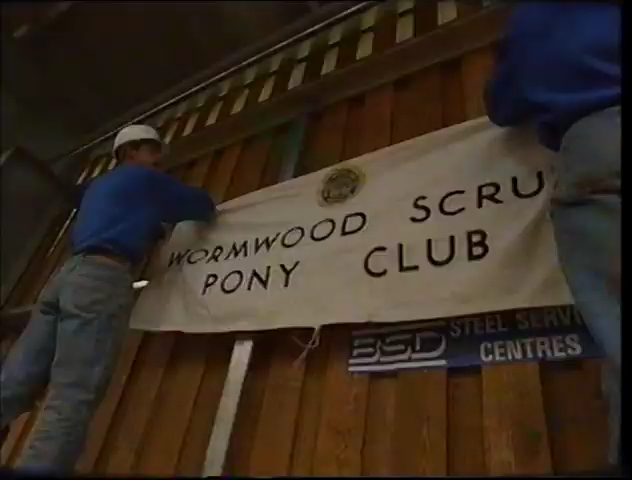 WORMWOOD SCRU
PONY CLUB
BSD STEEL SERVI
CENTRES